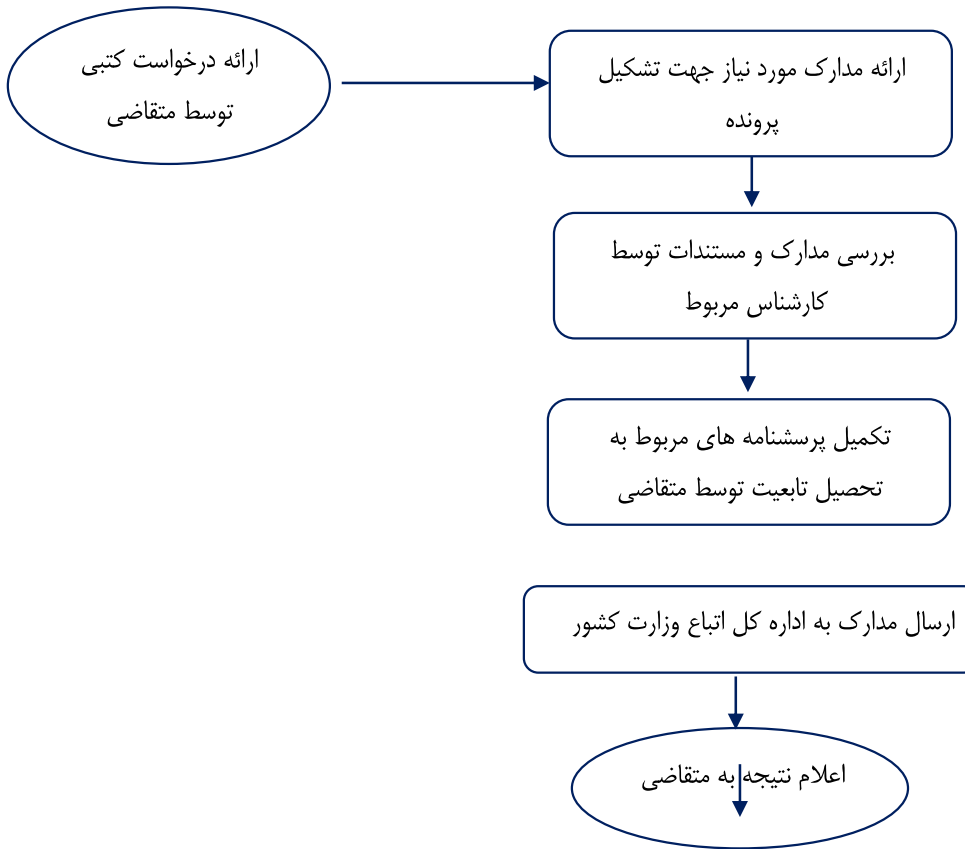 ارائه درخواست کتبی
توسط متقاضی
ارائه مدارک مورد نیاز جهت تشکیل
پرونده
بررسی مدارک و مستندات توسط
کارشناس مربوط
تکمیل پرسشنامه های مربوط به
تحصیل تابعیت توسط متقاضی
ارسال مدارک به اداره کل اتباع وزارت کشور
اعلام نتیجه به متقاضی